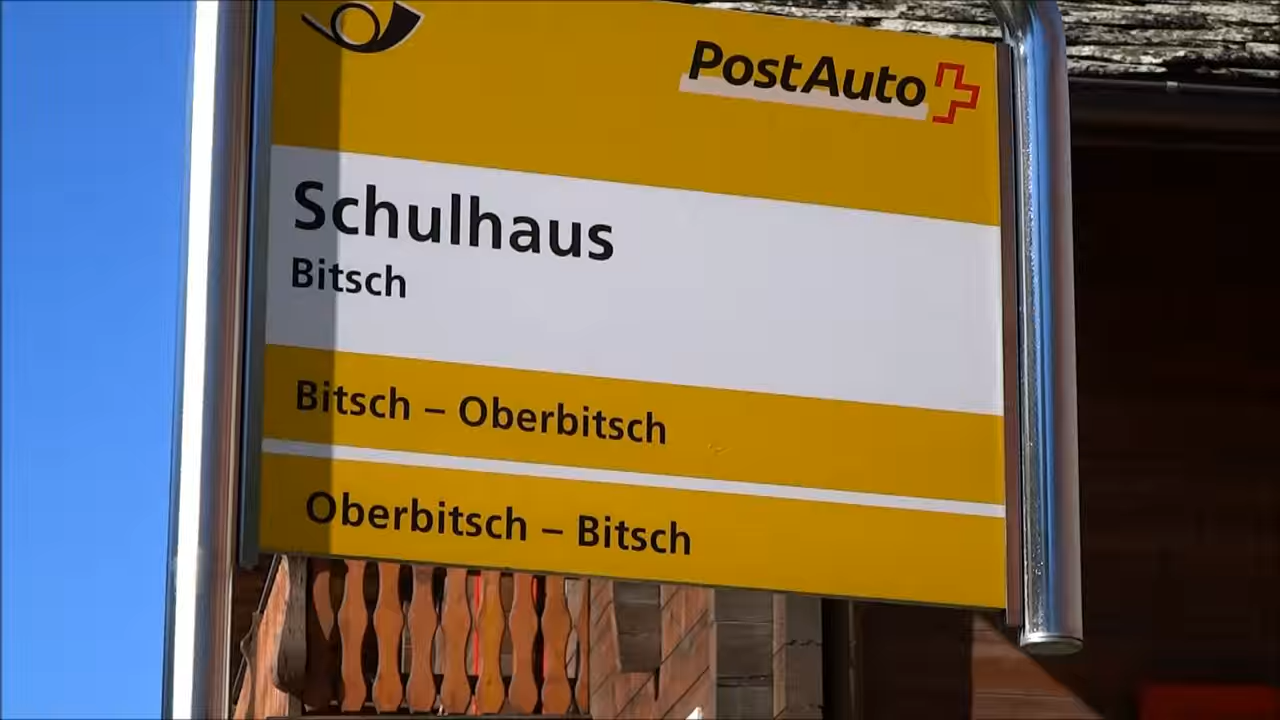 PostAuto
Schulhaus
Bitsch
Bitsch – Oberbitsch
Oberbitsch – Bitsch